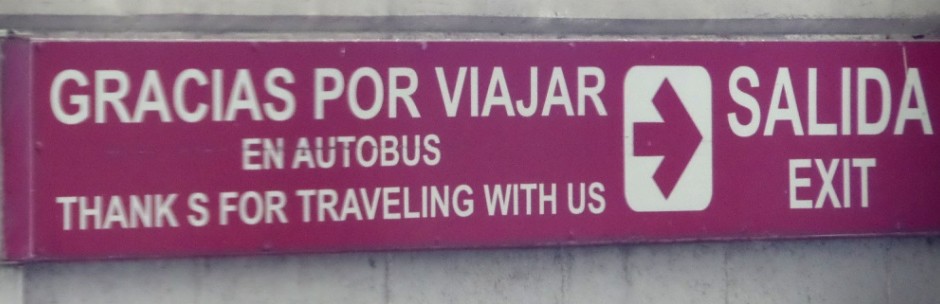 GRACIAS POR VIAJAR
EN AUTOBUS
THANK S FOR TRAVELING WITH US
SALIDA
EXIT